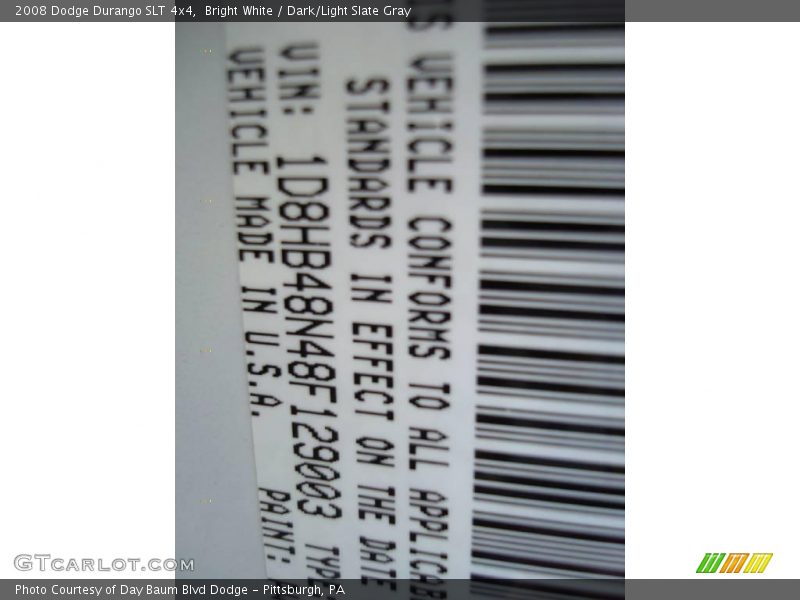 2008 Dodge Durango SLT 4x4,  Bright White / Dark/Light Slate Gray
VEHICLE CONFORMS TO ALL
STANDARDS IN EFFECT ON THE DATE
VIN: 1D8HB48N48F129003
VEHICLE MADE IN U.S.A. PAINT:
GTCARLOT.COM
Photo Courtesy of Day Baum Blvd Dodge - Pittsburgh, PA